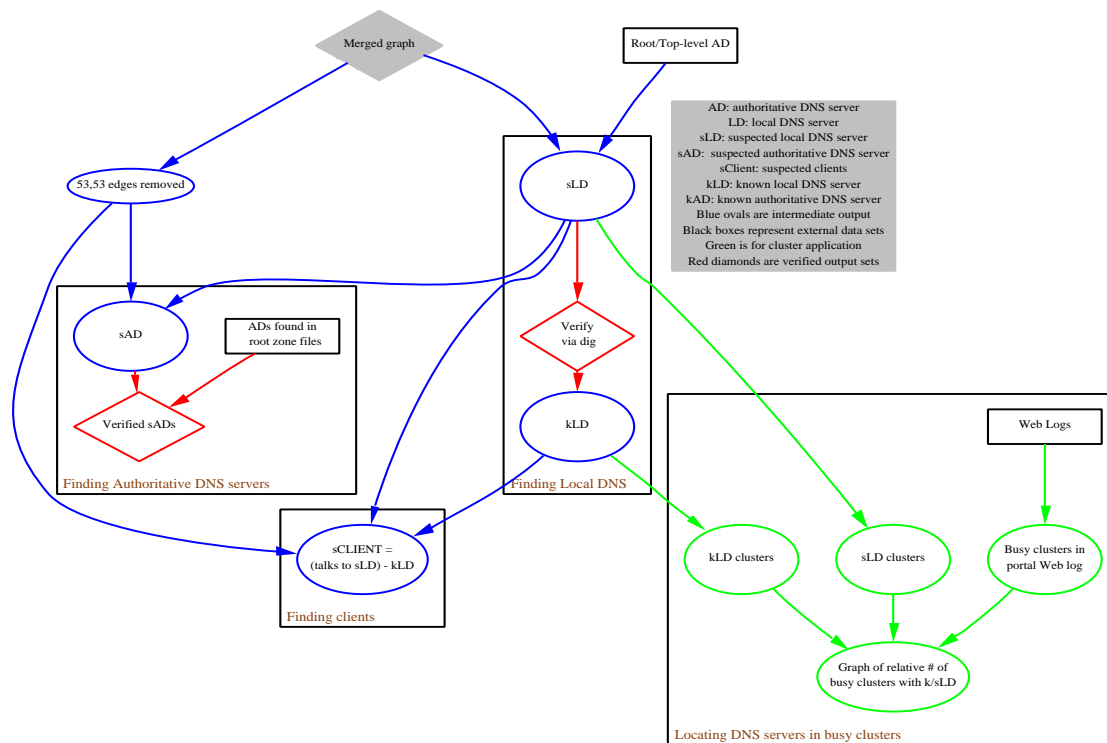 Merged graph
Root/Top-level AD
AD: authoritative DNS server
LD: local DNS server
sLD: suspected local DNS server
sAD: suspected authoritative DNS server
sClient: suspected clients
kLD: known local DNS server
kAD: known authoritative DNS server
Blue ovals are intermediate output
Black boxes represent external data sets
Green is for cluster application
Red diamonds are verified output sets
53,53 edges removed
sLD
sAD
ADs found in
root zone files
Verify
via dig
Verified sADs
kLD
Finding Authoritative DNS servers
Finding Local DNS
Web Logs
sCLIENT =
(talks to sLD) - kLD
Finding clients
kLD clusters
sLD clusters
Busy clusters in
portal Web log
Graph of relative # of
busy clusters with k/sLD
Locating DNS servers in busy clusters